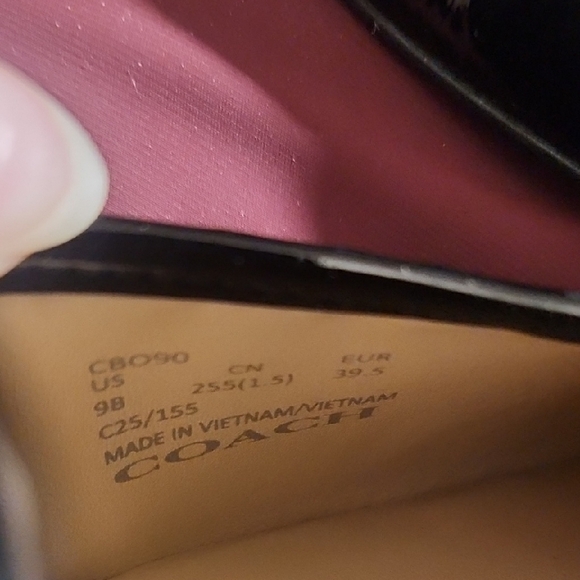 CBO90
US CN EUR
9B 255(1.5) 39.5
C25/155
MADE IN VIETNAM/VIETNAM
COACH